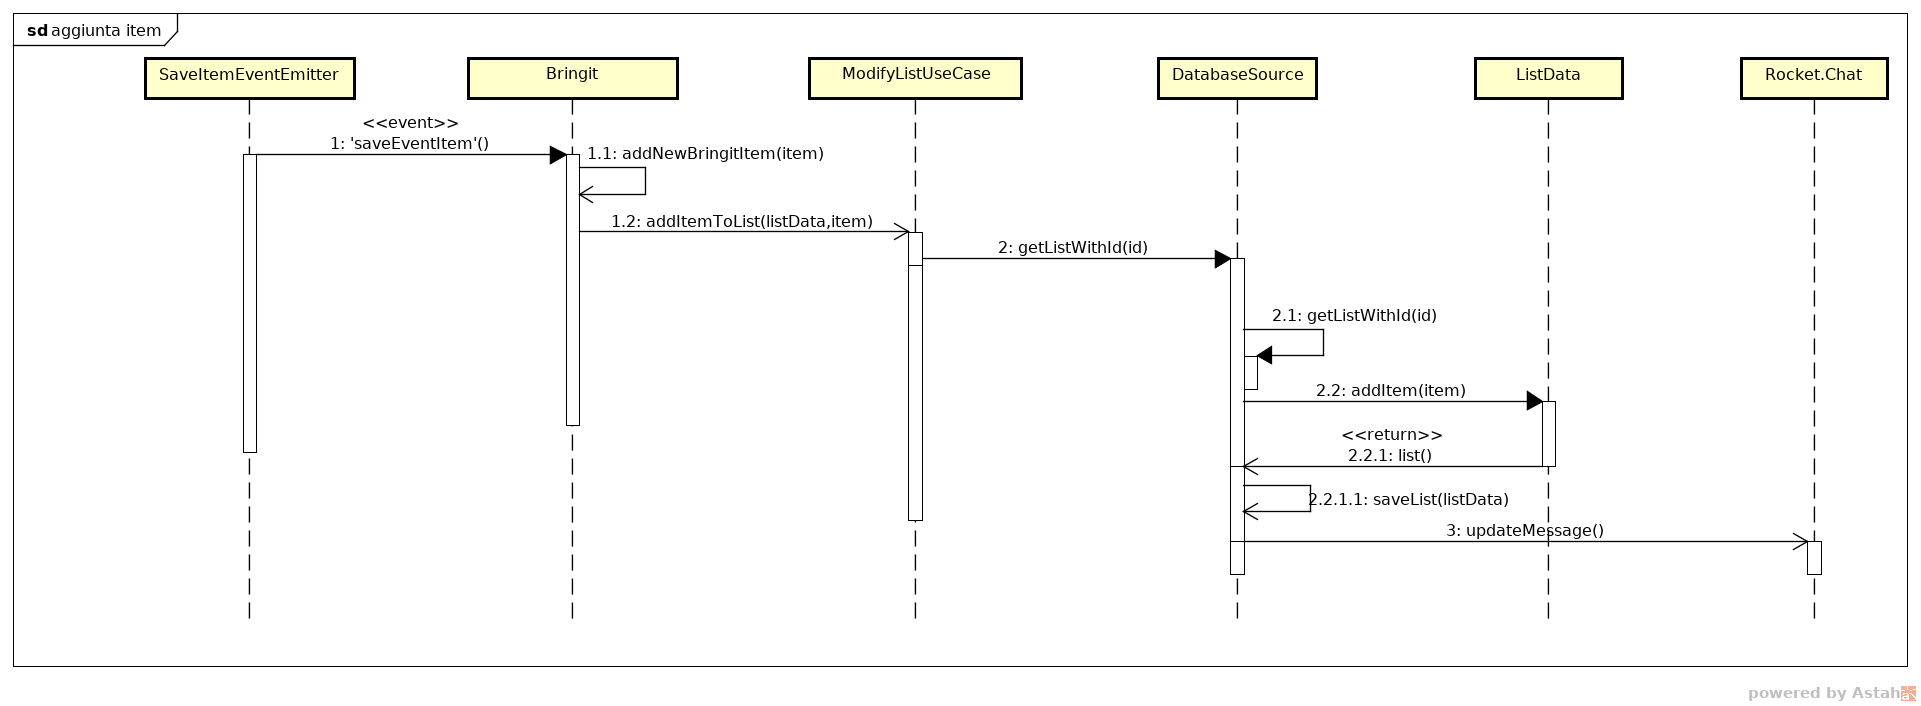 sd aggiunta item
SaveItemEventEmitter
Bringit
ModifyListUseCase
DatabaseSource
ListData
Rocket.Chat
<<event>>
1: 'saveEventItem'()
1.1: addNewBringitItem(item)
1.2: addItemToList(listData,item)
2: getListWithId(id)
2.1: getListWithId(id)
2.2: addItem(item)
<<return>>
2.2.1: list()
2.2.1.1: saveList(listData)
3: updateMessage()
powered by Astah